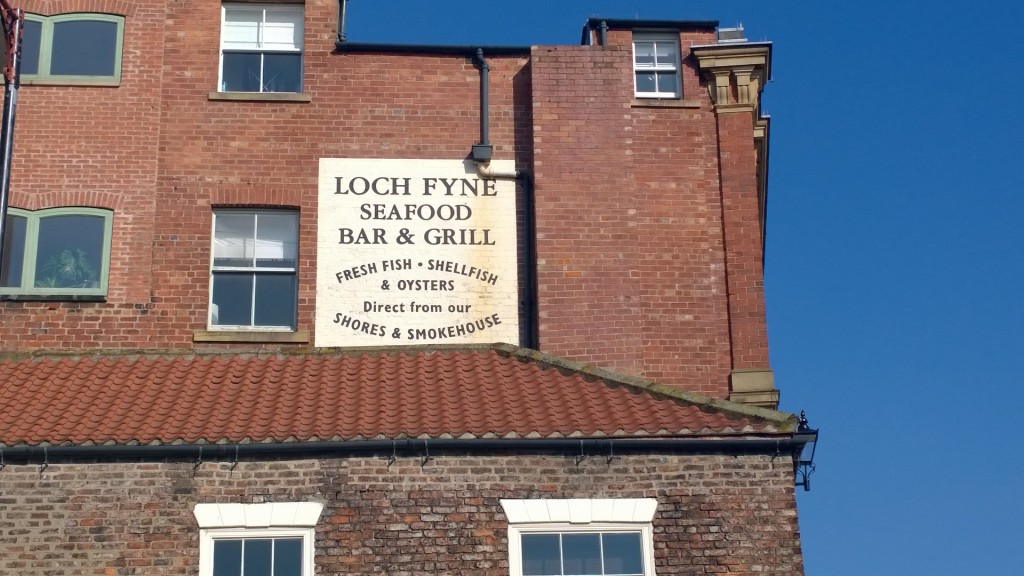 LOCH FYNE
SEAFOOD
BAR & GRILL
FRESH FISH • SHELLFISH
& OYSTERS
Direct from our
SHORES & SMOKEHOUSE